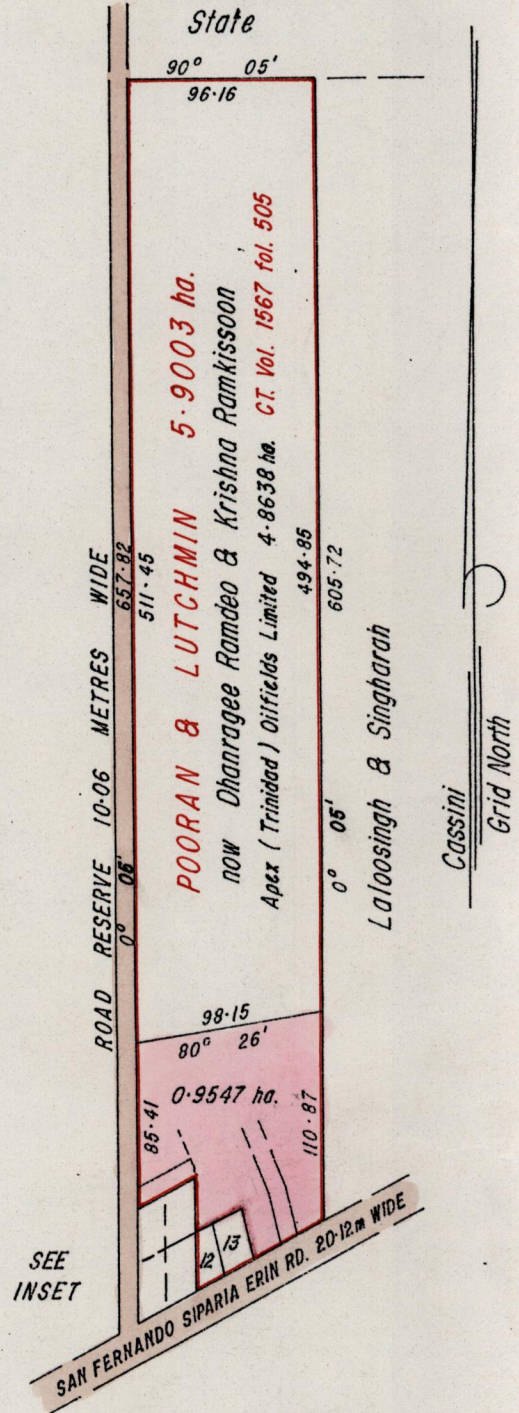 State
90° 05'
96·16
POORAN & LUTCHMIN 5·9003 ha.
now Dhanragee Ramdeo & Krishna Ramkissoon
Apex (Trinidad) Oilfields Limited 4·8638 ha. CT. Vol. 1567 fol. 505
ROAD RESERVE 10·06 METRES WIDE
0° 06' 657·82
511·45
494·85
0° 05' 605·72
Laloosingh & Singharah
Cassini
Grid North
98·15
80° 26'
0·9547 ha.
85·41
110·87
12
13
SEE
INSET
SAN FERNANDO SIPARIA ERIN RD. 20·12m WIDE